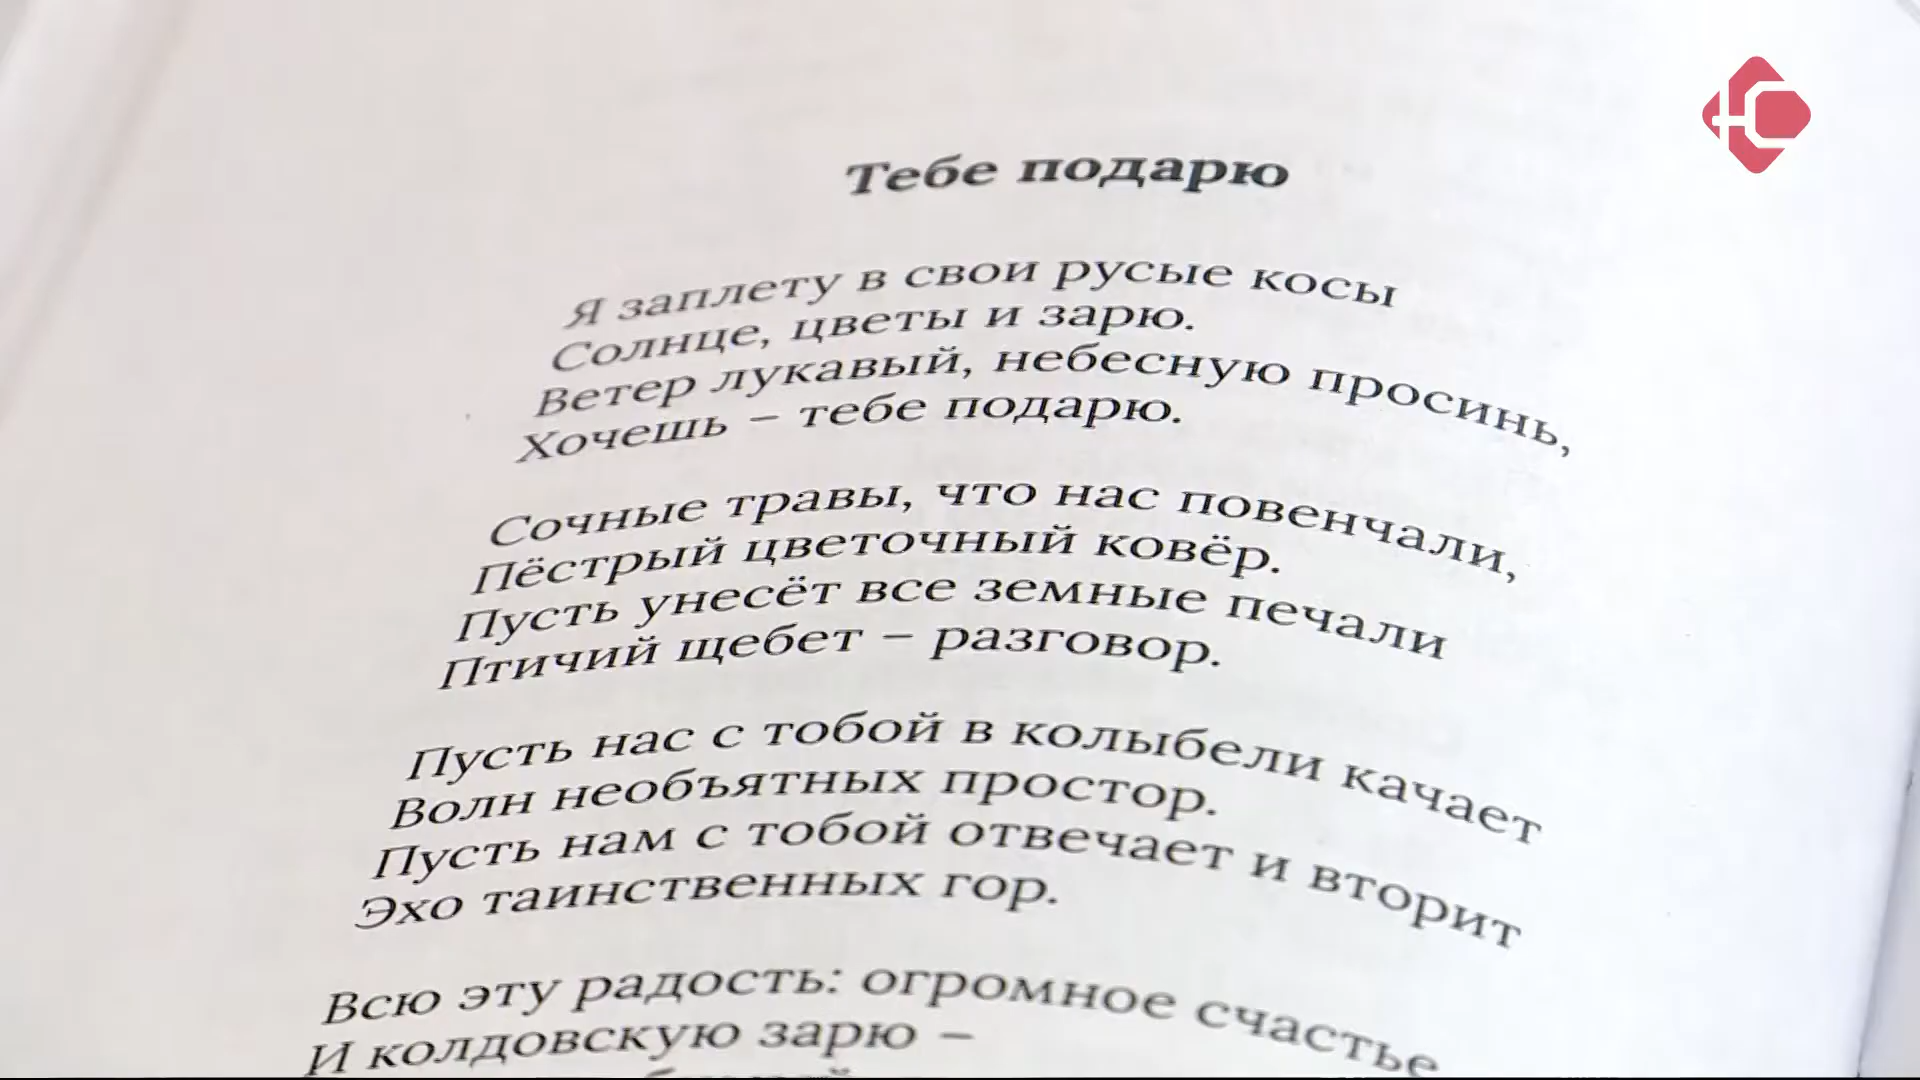 Тебе подарю
Я заплету в свои русые косы
Солнце, цветы и зарю.
Ветер лукавый, небесную просинь,
Хочешь – тебе подарю.
Сочные травы, что нас повенчали,
Пёстрый цветочный ковёр.
Пусть унесёт все земные печали
Птичий щебет – разговор.
Пусть нас с тобой в колыбели качает
Волн необъятных простор.
Пусть нам с тобой отвечает и вторит
Эхо таинственных гор.
Всю эту радость: огромное счастье
И колдовскую зарю –